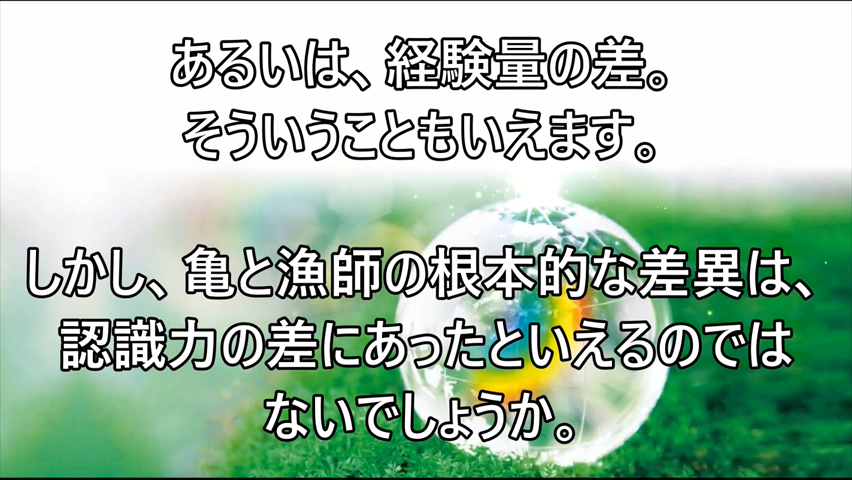 あるいは、経験量の差。
そういうこともいえます。
しかし、亀と漁師の根本的な差異は、
認識力の差にあったといえるのでは
ないでしょうか。